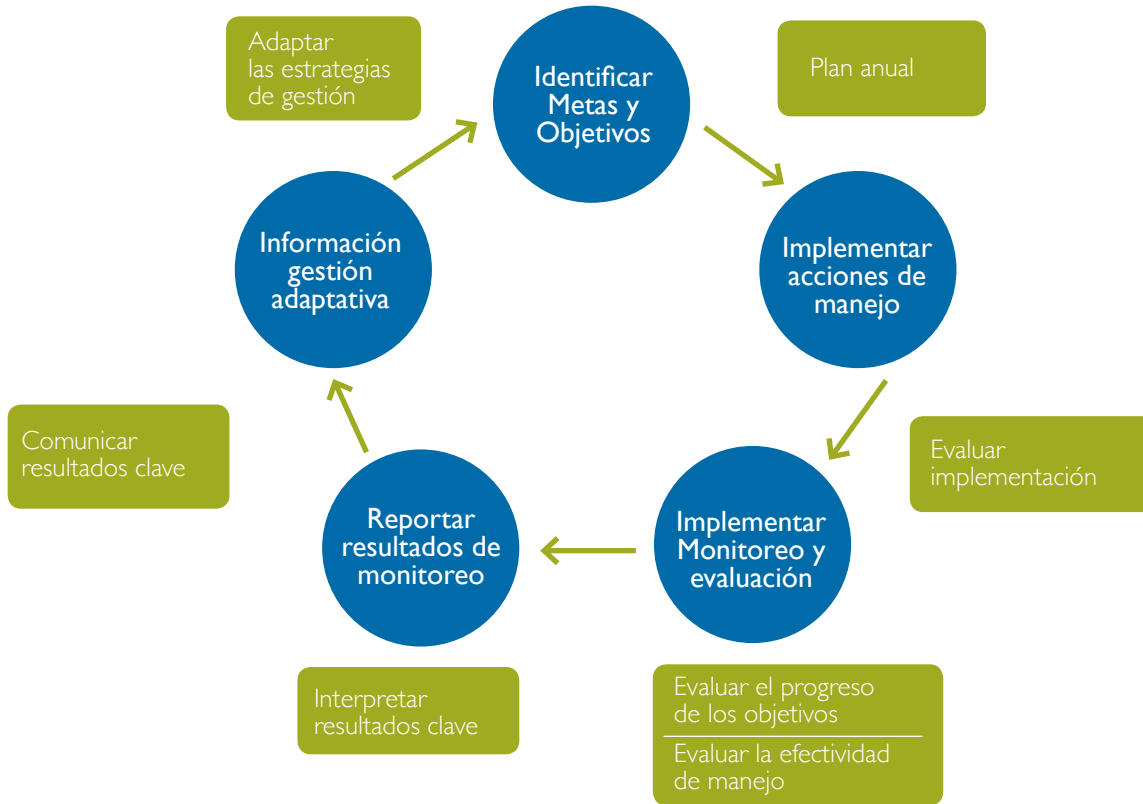 Adaptar
las estrategias
de gestión
Identificar
Metas y
Objetivos
Plan anual
Implementar
acciones de
manejo
Evaluar
implementación
Implementar
Monitoreo y
evaluación
Evaluar el progreso
de los objetivos
Evaluar la efectividad
de manejo
Reportar
resultados de
monitoreo
Interpretar
resultados clave
Comunicar
resultados clave
Información
gestión
adaptativa